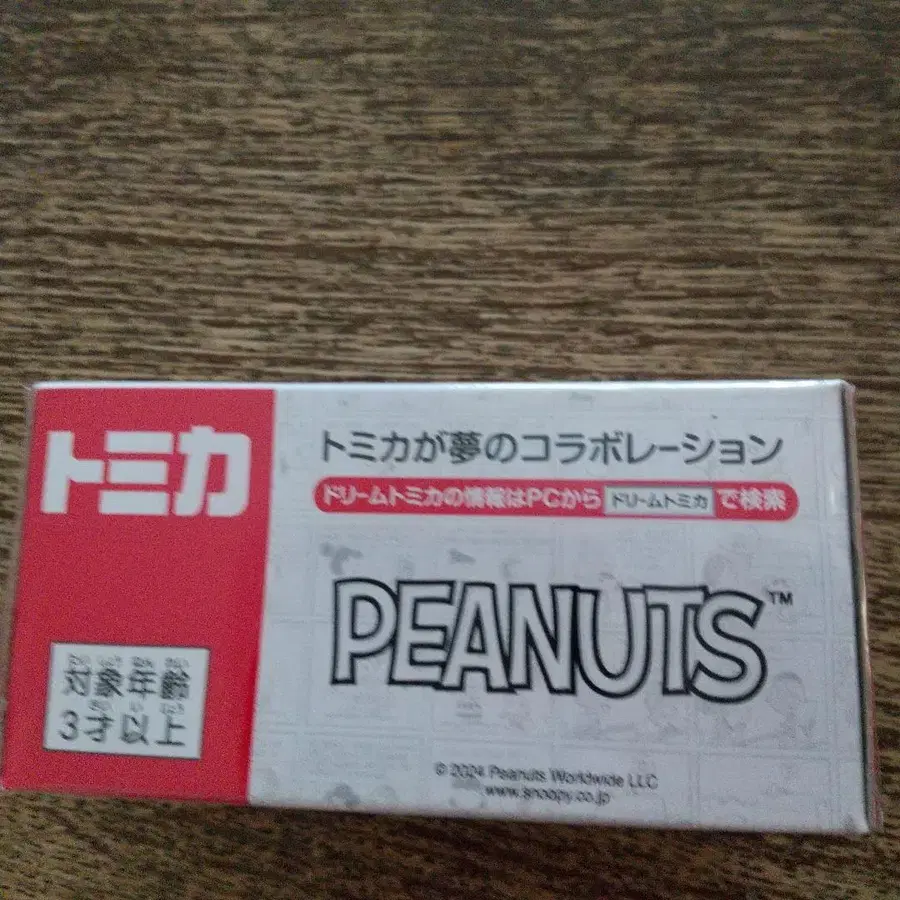 トミカ
トミカが夢のコラボレーション
ドリームトミカの情報はPCから ドリームトミカ で検索
PEANUTS™
たいしょうねんれい
対象年齢
さい い じょう
3才以上
© 2024 Peanuts Worldwide LLC
www.snoopy.co.jp